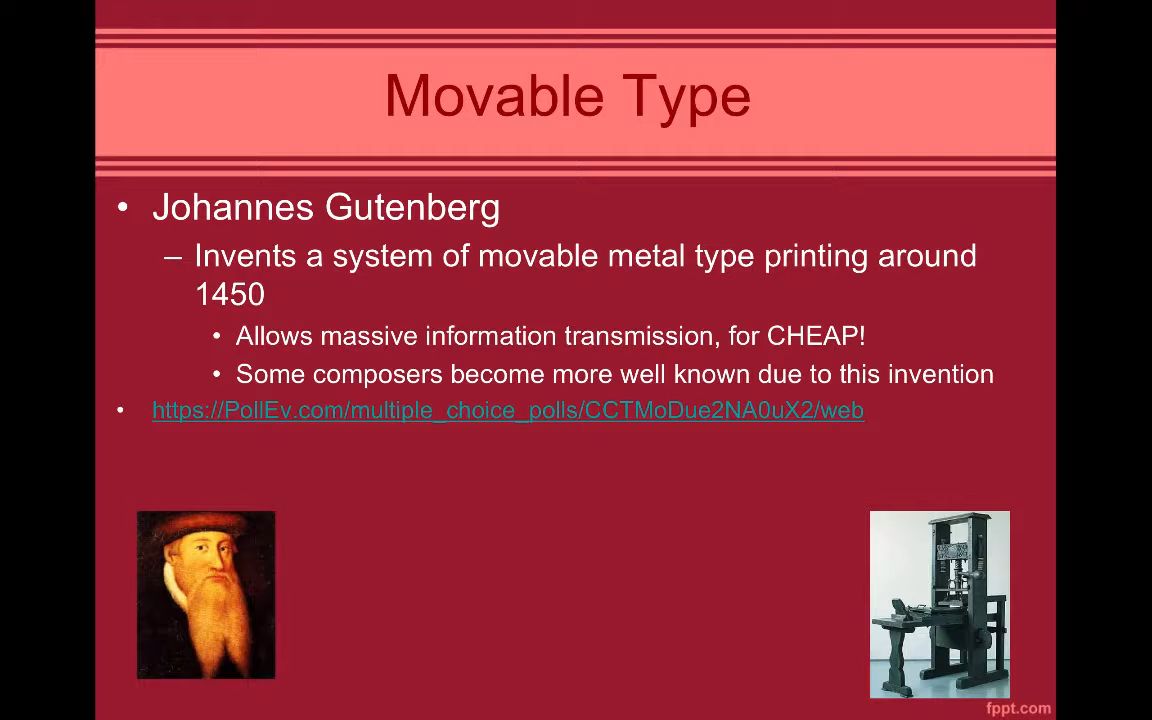 Movable Type
• Johannes Gutenberg
– Invents a system of movable metal type printing around
1450
• Allows massive information transmission, for CHEAP!
• Some composers become more well known due to this invention
• https://PollEv.com/multiple_choice_polls/CCTMoDue2NA0uX2/web
fppt.com